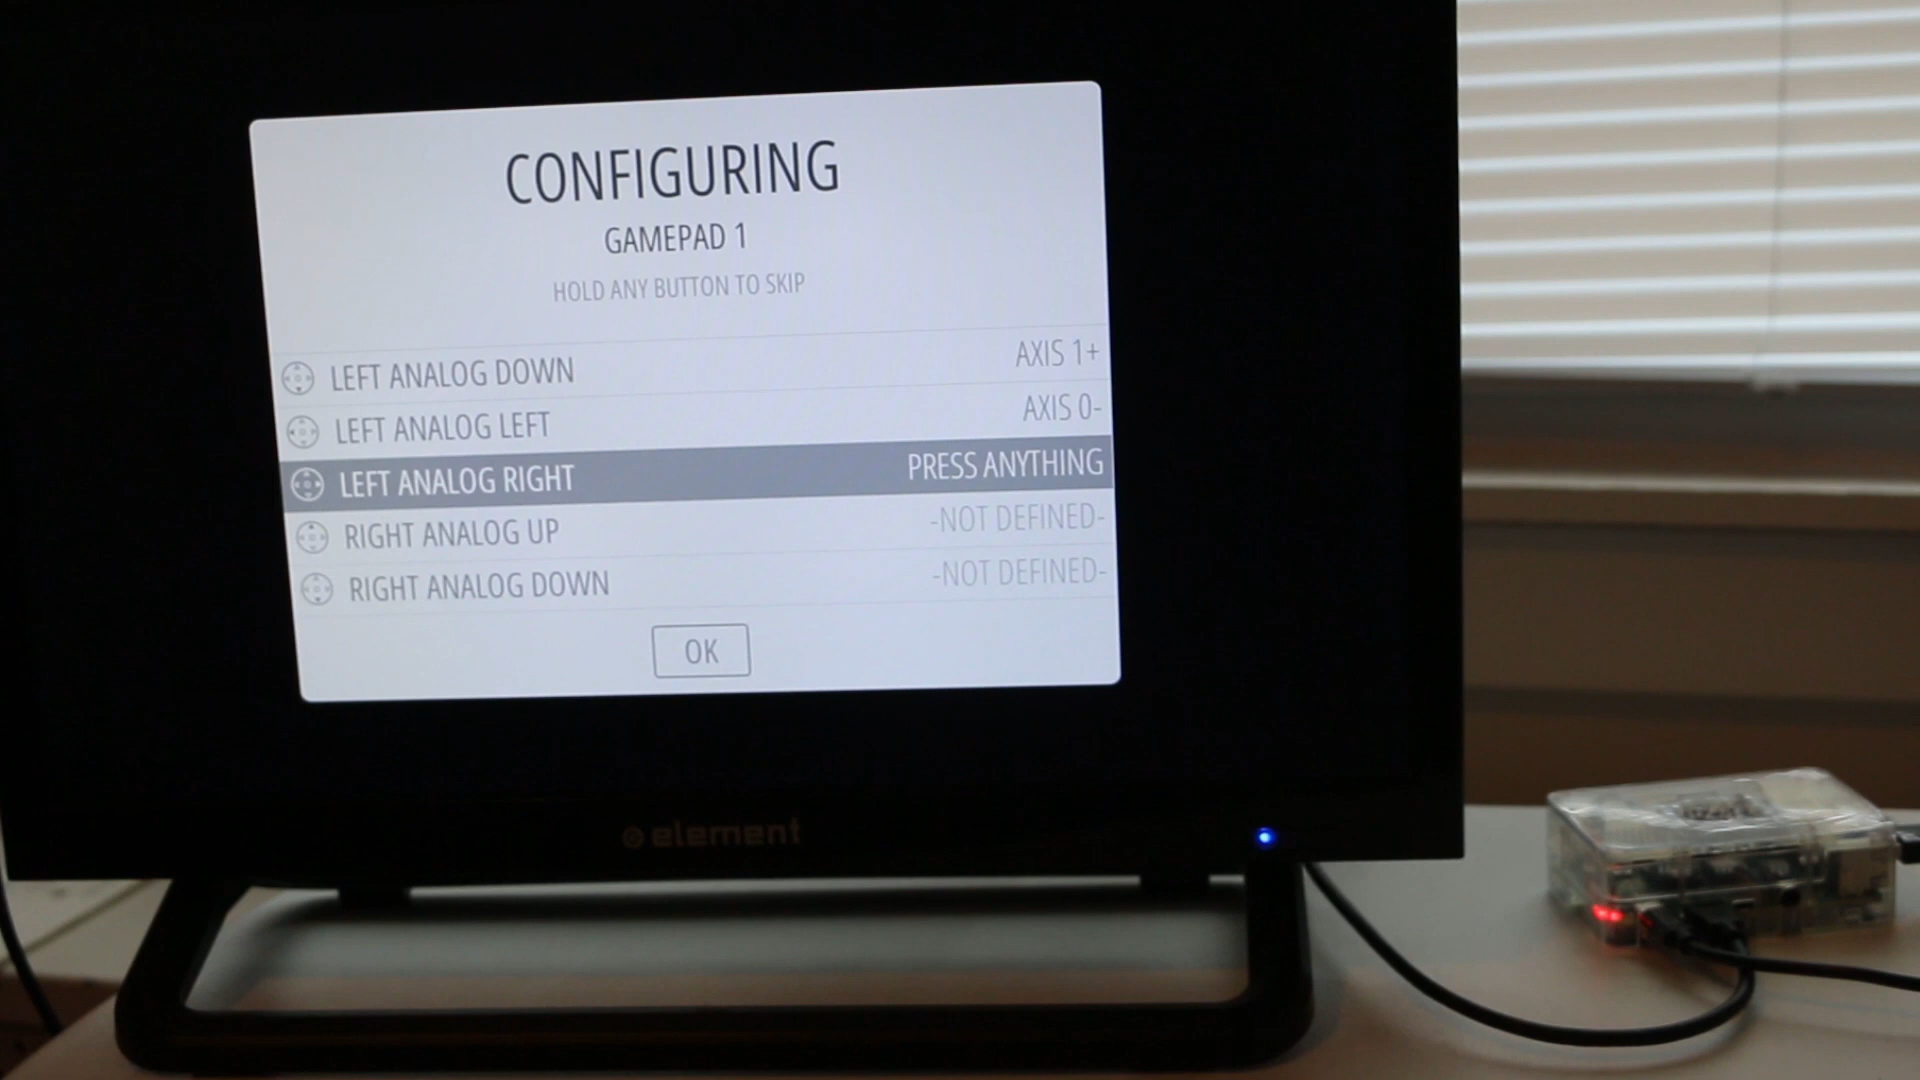 CONFIGURING
GAMEPAD 1
HOLD ANY BUTTON TO SKIP
LEFT ANALOG DOWN AXIS 1+
LEFT ANALOG LEFT AXIS 0-
LEFT ANALOG RIGHT PRESS ANYTHING
RIGHT ANALOG UP -NOT DEFINED-
RIGHT ANALOG DOWN -NOT DEFINED-
OK
element